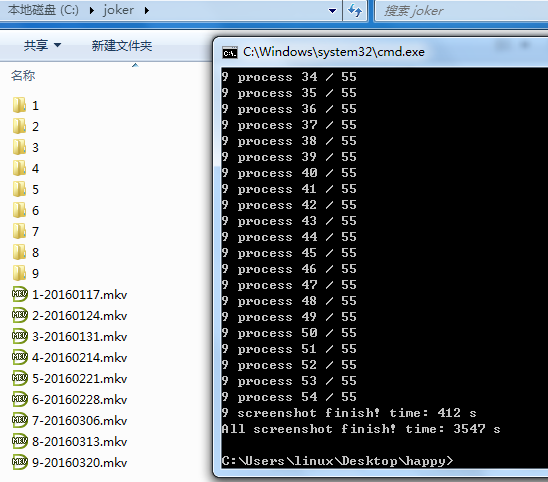 本地磁盘 (C:) joker
搜索 joker
共享 新建文件夹
名称
1
2
3
4
5
6
7
8
9
1-20160117.mkv
2-20160124.mkv
3-20160131.mkv
4-20160214.mkv
5-20160221.mkv
6-20160228.mkv
7-20160306.mkv
8-20160313.mkv
9-20160320.mkv
C:\Windows\system32\cmd.exe
9 process 34 / 55
9 process 35 / 55
9 process 36 / 55
9 process 37 / 55
9 process 38 / 55
9 process 39 / 55
9 process 40 / 55
9 process 41 / 55
9 process 42 / 55
9 process 43 / 55
9 process 44 / 55
9 process 45 / 55
9 process 46 / 55
9 process 47 / 55
9 process 48 / 55
9 process 49 / 55
9 process 50 / 55
9 process 51 / 55
9 process 52 / 55
9 process 53 / 55
9 process 54 / 55
9 screenshot finish! time: 412 s
All screenshot finish! time: 3547 s
C:\Users\linux\Desktop\happy>